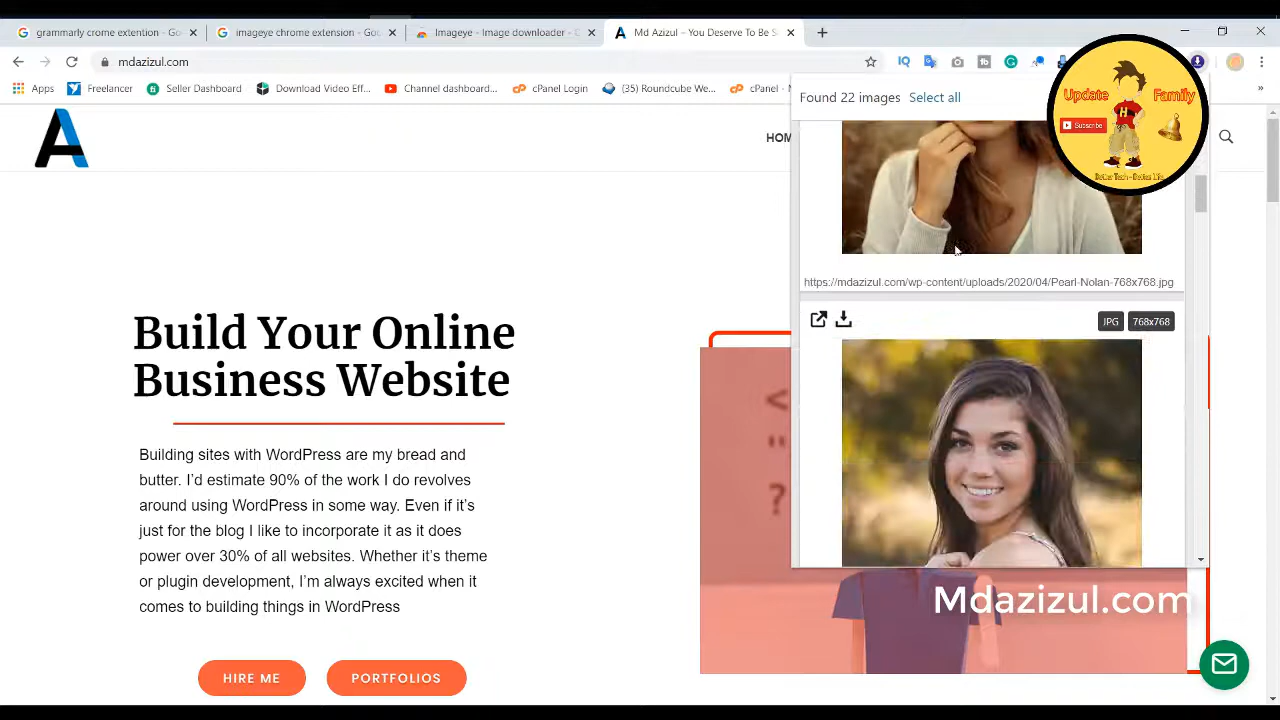 grammarly crome extention - Go
imageye chrome extension - Go
Imageye - Image downloader -
Md Azizul – You Deserve To Be S
mdazizul.com
IQ
Apps
Freelancer
Seller Dashboard
Download Video Eff...
Channel Dashboard...
cPanel Login
(35) Roundcube We...
cPanel -
Found 22 images
Select all
Update
Family
H
Subscribe
Better Tech - Better Life
HOM
A
Build Your Online
Business Website
https://mdazizul.com/wp-content/uploads/2020/04/Pearl-Nolan-768x768.jpg
JPG
768x768
Building sites with WordPress are my bread and
butter. I'd estimate 90% of the work I do revolves
around using WordPress in some way. Even if it's
just for the blog I like to incorporate it as it does
power over 30% of all websites. Whether it's theme
or plugin development, I'm always excited when it
comes to building things in WordPress
<
"
?
Mdazizul.com
HIRE ME
PORTFOLIOS